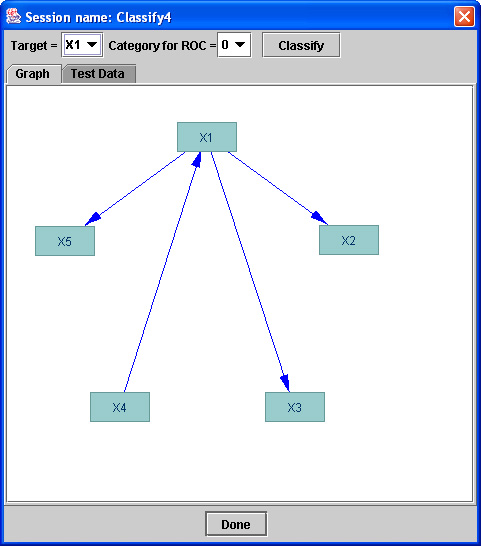 Session name: Classify4
Target = X1 Category for ROC = 0 Classify
Graph Test Data
X1
X5 X2
X4 X3
Done